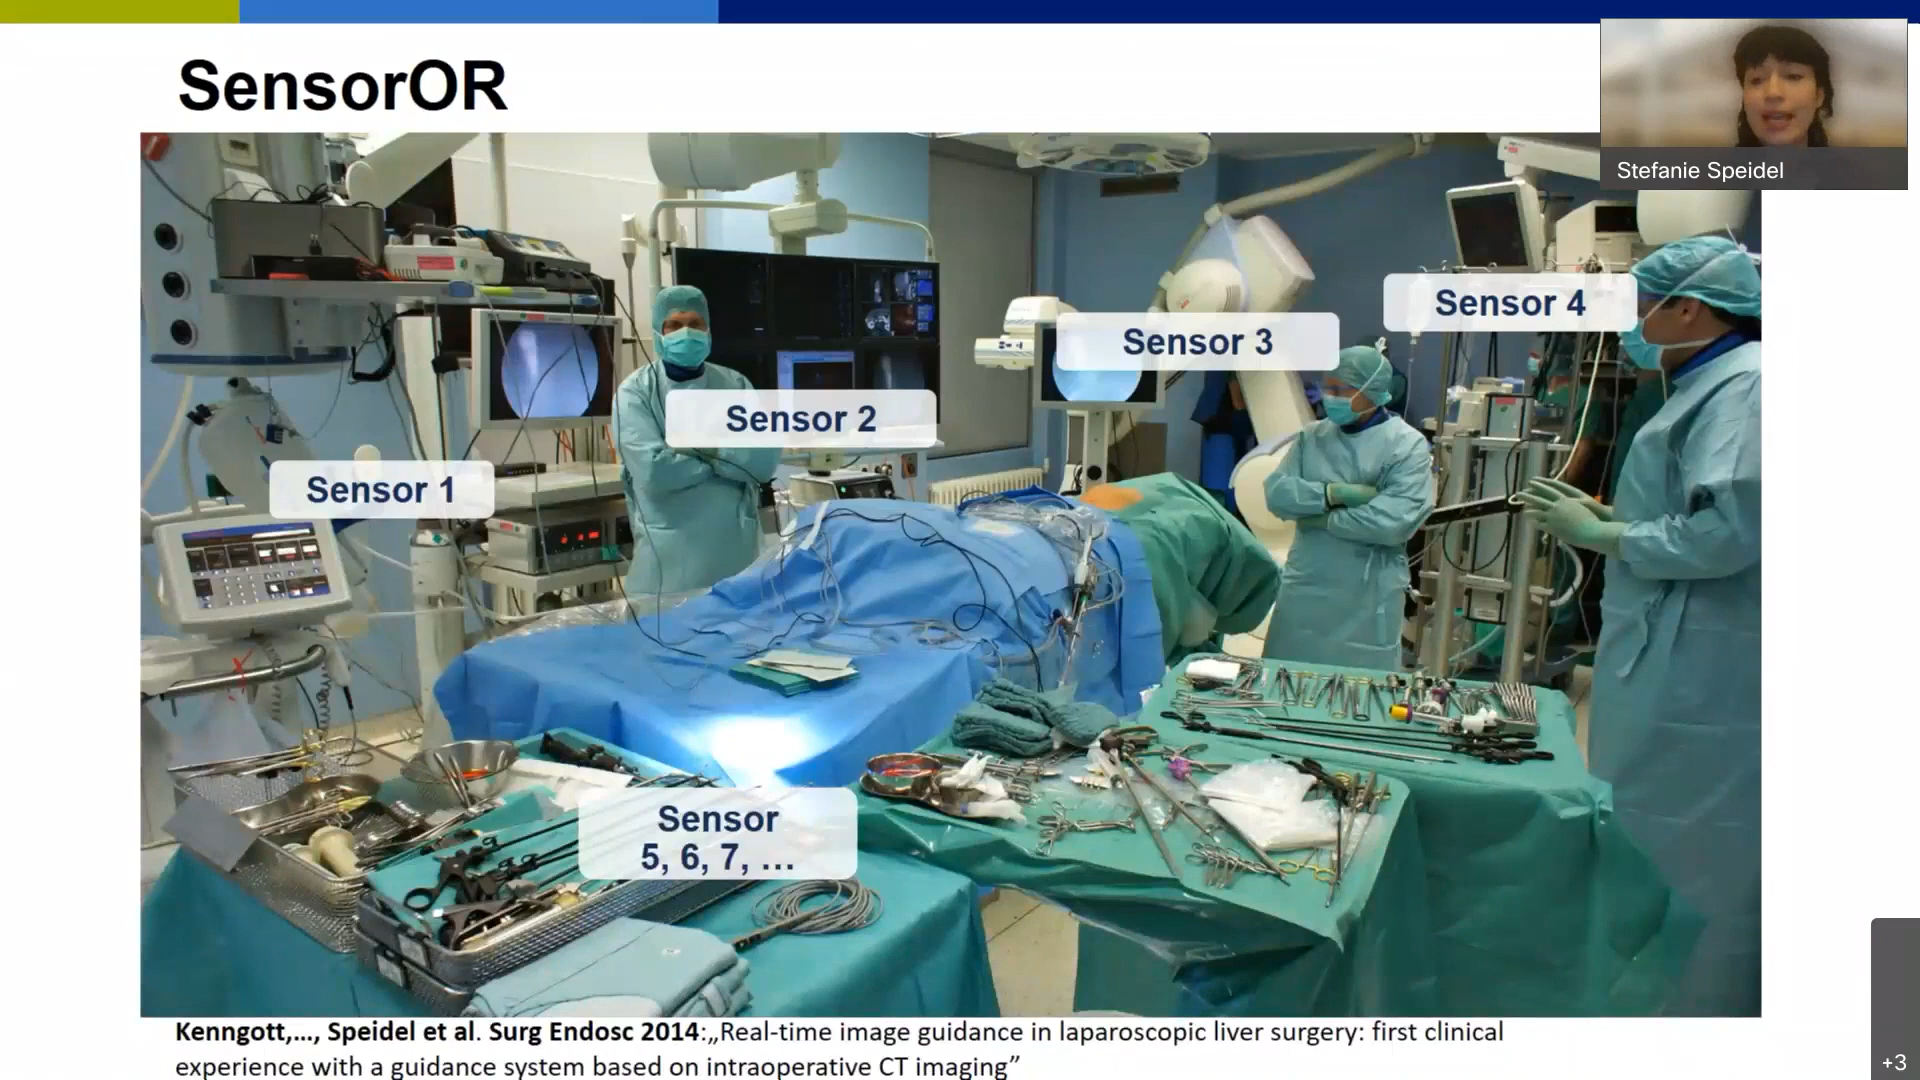 SensorOR
Stefanie Speidel
Sensor 4
Sensor 3
Sensor 2
Sensor 1
Sensor
5, 6, 7, ...
Kenngott,..., Speidel et al. Surg Endosc 2014:„Real-time image guidance in laparoscopic liver surgery: first clinical
experience with a guidance system based on intraoperative CT imaging”
+3